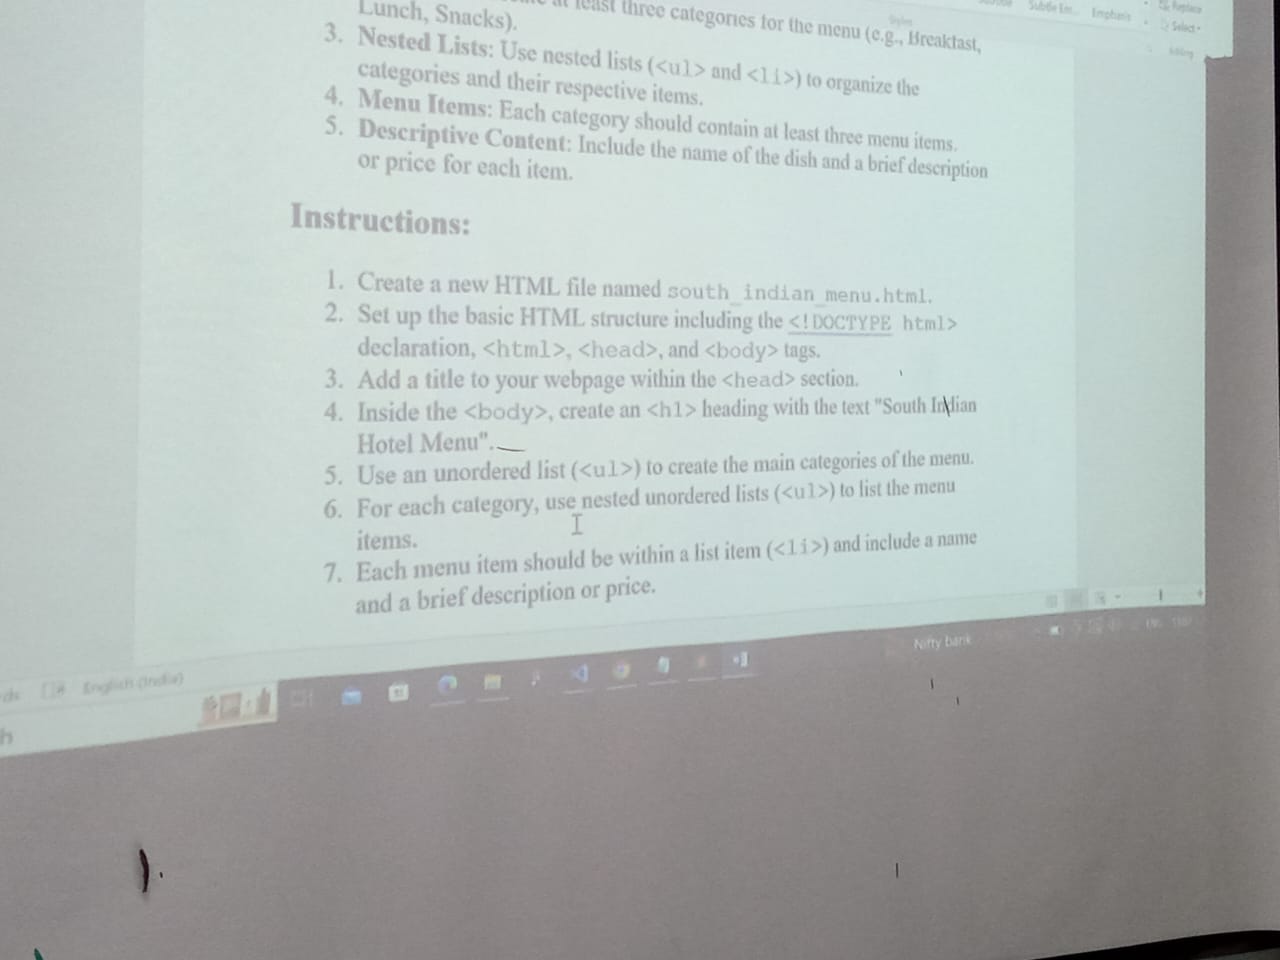 least three categories for the menu (e.g., Breakfast,
Lunch, Snacks).
3. Nested Lists: Use nested lists (<ul> and <li>) to organize the
categories and their respective items.
4. Menu Items: Each category should contain at least three menu items.
5. Descriptive Content: Include the name of the dish and a brief description
or price for each item.
Instructions:
1. Create a new HTML file named south_indian_menu.html.
2. Set up the basic HTML structure including the <!DOCTYPE html>
declaration, <html>, <head>, and <body> tags.
3. Add a title to your webpage within the <head> section.
4. Inside the <body>, create an <h1> heading with the text "South Indian
Hotel Menu".
5. Use an unordered list (<ul>) to create the main categories of the menu.
6. For each category, use nested unordered lists (<ul>) to list the menu
items.
7. Each menu item should be within a list item (<li>) and include a name
and a brief description or price.
Subtle Em...
Emphasis
Replace
Select
Styles
Editing
English (India)
Nifty bank
ENG